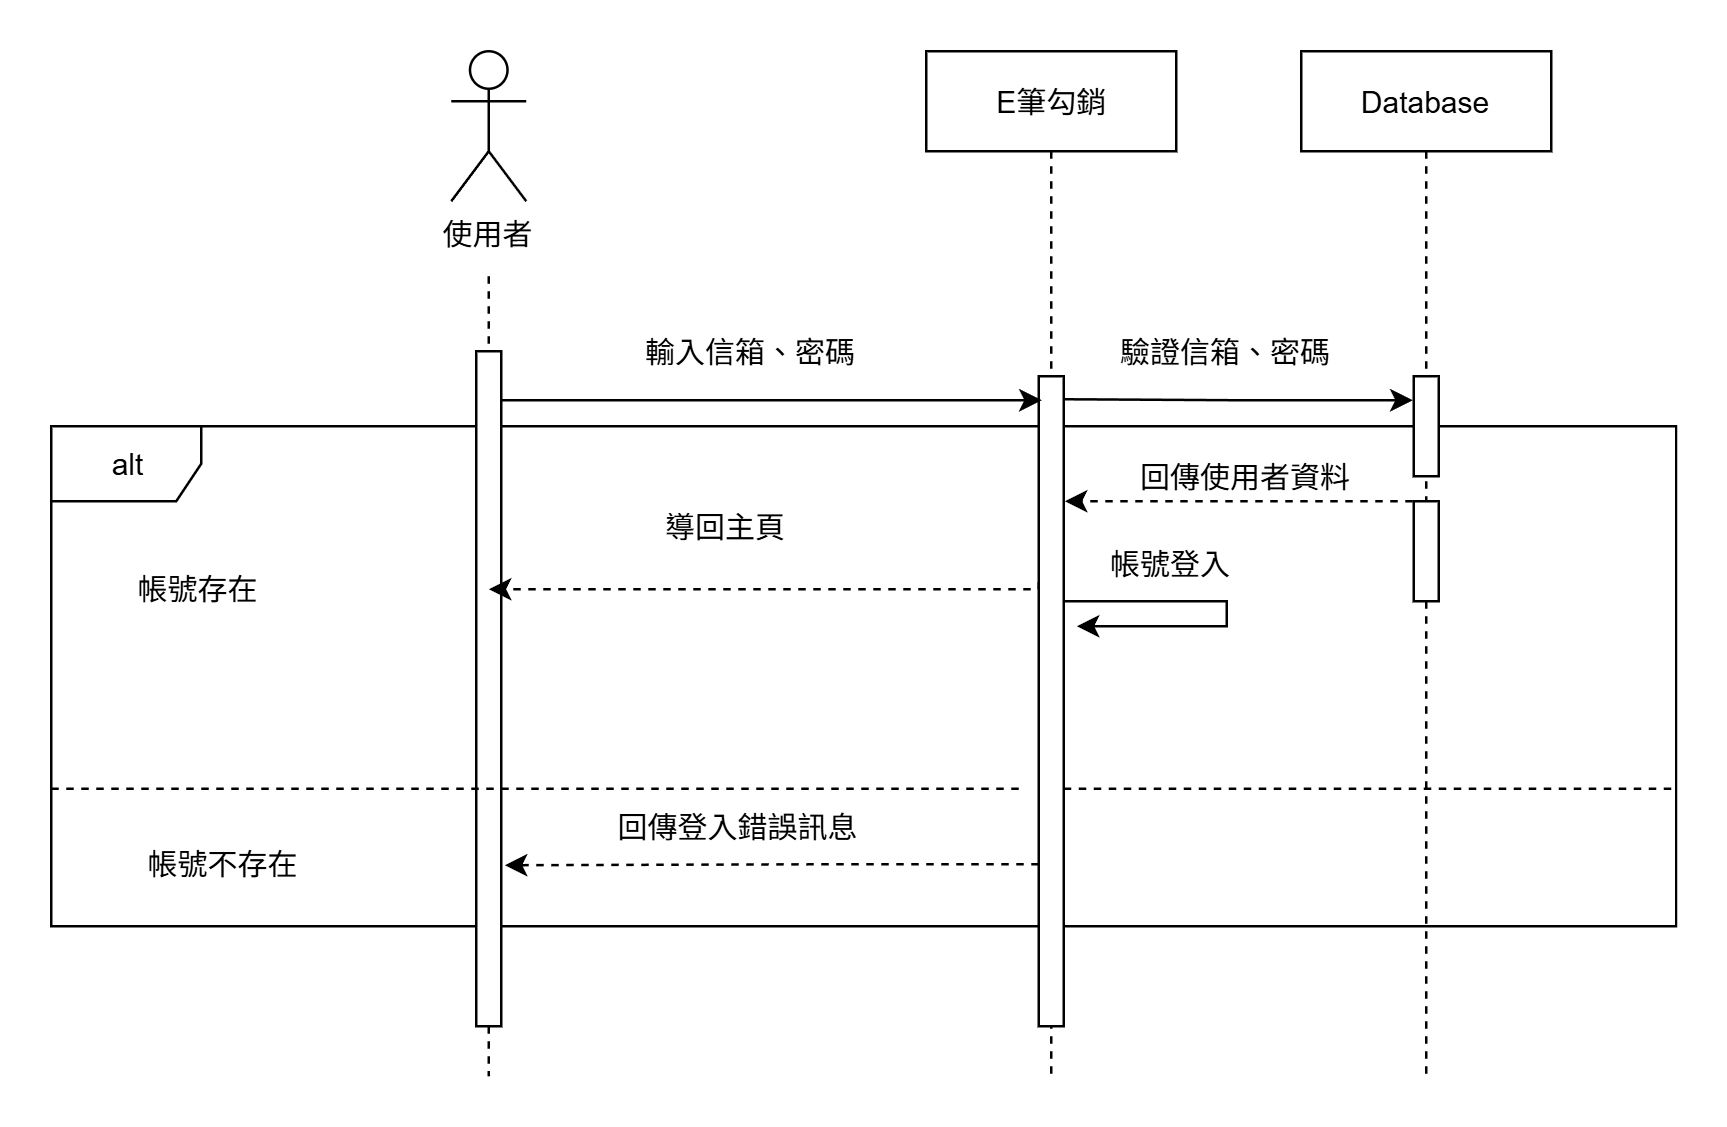 E筆勾銷
Database
使用者
輸入信箱、密碼
驗證信箱、密碼
alt
回傳使用者資料
導回主頁
帳號登入
帳號存在
回傳登入錯誤訊息
帳號不存在